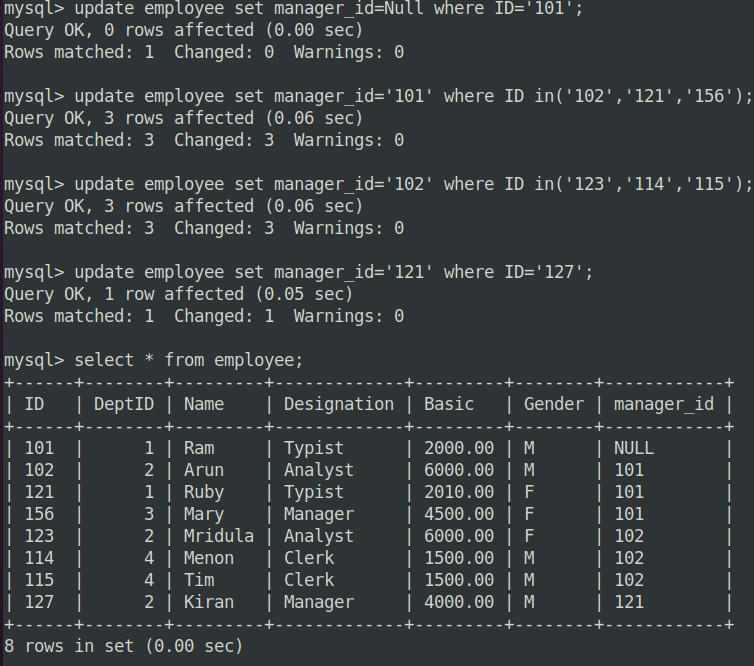 mysql> update employee set manager_id=Null where ID='101';
Query OK, 0 rows affected (0.00 sec)
Rows matched: 1  Changed: 0  Warnings: 0

mysql> update employee set manager_id='101' where ID in('102','121','156');
Query OK, 3 rows affected (0.06 sec)
Rows matched: 3  Changed: 3  Warnings: 0

mysql> update employee set manager_id='102' where ID in('123','114','115');
Query OK, 3 rows affected (0.06 sec)
Rows matched: 3  Changed: 3  Warnings: 0

mysql> update employee set manager_id='121' where ID='127';
Query OK, 1 row affected (0.05 sec)
Rows matched: 1  Changed: 1  Warnings: 0

mysql> select * from employee;
+------+--------+---------+-------------+---------+--------+------------+
| ID   | DeptID | Name    | Designation | Basic   | Gender | manager_id |
+------+--------+---------+-------------+---------+--------+------------+
| 101  |      1 | Ram     | Typist      | 2000.00 | M      | NULL       |
| 102  |      2 | Arun    | Analyst     | 6000.00 | M      | 101        |
| 121  |      1 | Ruby    | Typist      | 2010.00 | F      | 101        |
| 156  |      3 | Mary    | Manager     | 4500.00 | F      | 101        |
| 123  |      2 | Mridula | Analyst     | 6000.00 | F      | 102        |
| 114  |      4 | Menon   | Clerk       | 1500.00 | M      | 102        |
| 115  |      4 | Tim     | Clerk       | 1500.00 | M      | 102        |
| 127  |      2 | Kiran   | Manager     | 4000.00 | M      | 121        |
+------+--------+---------+-------------+---------+--------+------------+
8 rows in set (0.00 sec)